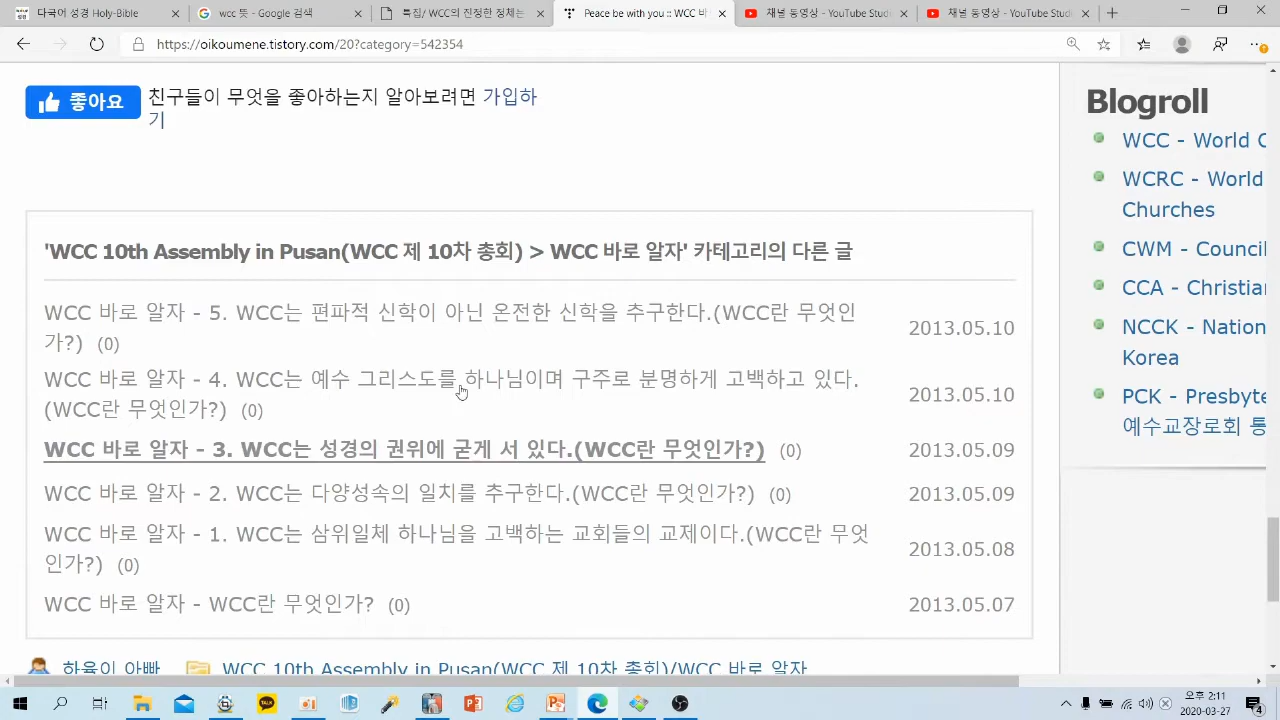 다음 - Daily-Bible
wcc 뜻 - Google 검색
특집/ WCC의 진정한 정체는
Peace be with you :: WCC 바
채널 동영상 - YouTube Stud
채널 동영상 - YouTube Stud
https://oikoumene.tistory.com/20?category=542354
좋아요 친구들이 무엇을 좋아하는지 알아보려면 가입하
기
'WCC 10th Assembly in Pusan(WCC 제 10차 총회) > WCC 바로 알자' 카테고리의 다른 글
WCC 바로 알자 - 5. WCC는 편파적 신학이 아닌 온전한 신학을 추구한다.(WCC란 무엇인
가?) (0)
2013.05.10
WCC 바로 알자 - 4. WCC는 예수 그리스도를 하나님이며 구주로 분명하게 고백하고 있다.
(WCC란 무엇인가?) (0)
2013.05.10
WCC 바로 알자 - 3. WCC는 성경의 권위에 굳게 서 있다.(WCC란 무엇인가?) (0) 2013.05.09
WCC 바로 알자 - 2. WCC는 다양성속의 일치를 추구한다.(WCC란 무엇인가?) (0) 2013.05.09
WCC 바로 알자 - 1. WCC는 삼위일체 하나님을 고백하는 교회들의 교제이다.(WCC란 무엇
인가?) (0)
2013.05.08
WCC 바로 알자 - WCC란 무엇인가? (0) 2013.05.07
하율이 아빠 WCC 10th Assembly in Pusan(WCC 제 10차 총회)/WCC 바로 알자
Blogroll
WCC - World C
WCRC - World
Churches
CWM - Council
CCA - Christian
NCCK - Nation
Korea
PCK - Presbyte
예수교장로회 통
TALK
오후 2:11
2020-03-27
4